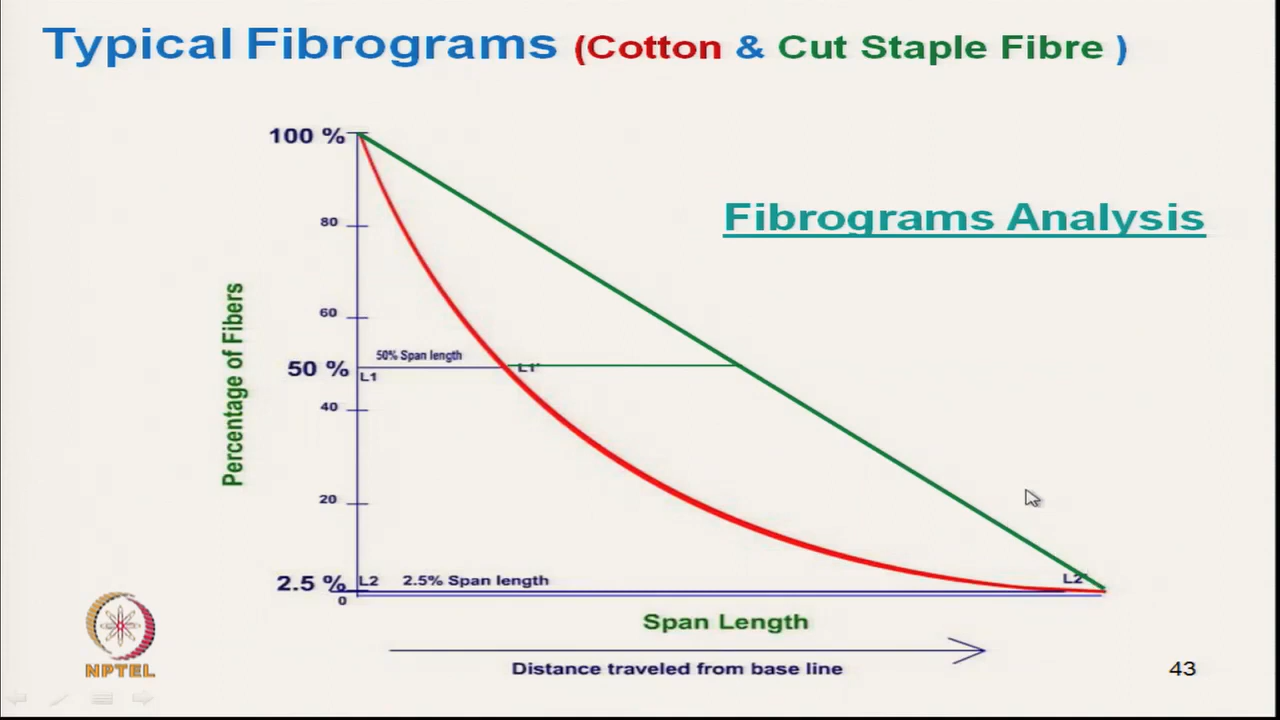 Typical Fibrograms (Cotton & Cut Staple Fibre )
Fibrograms Analysis
Percentage of Fibers
100 %
80
60
50 %
50% Span length
L1
L1'
40
20
2.5 %
L2
2.5% Span length
L2'
0
Span Length
Distance traveled from base line
NPTEL
43